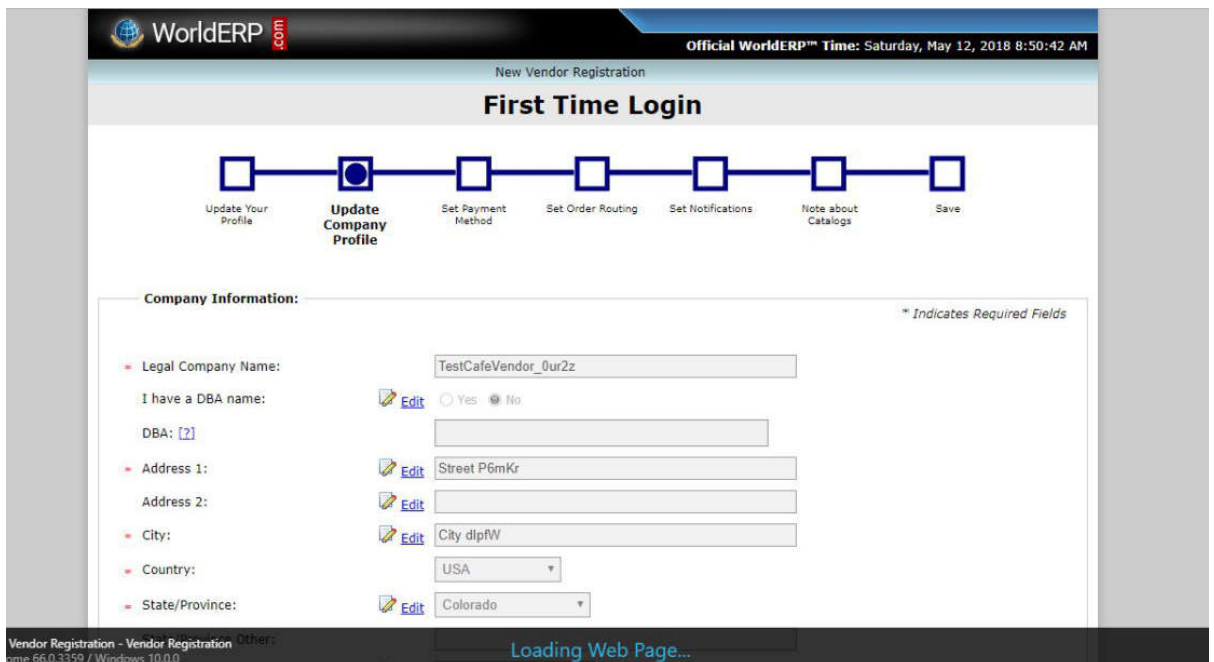 WorldERP .com
Official WorldERP™ Time: Saturday, May 12, 2018 8:50:42 AM
New Vendor Registration
First Time Login
Update Your Profile
Update Company Profile
Set Payment Method
Set Order Routing
Set Notifications
Note about Catalogs
Save
Company Information:
* Indicates Required Fields
* Legal Company Name: TestCafeVendor_0ur2z
I have a DBA name: Edit Yes No
DBA: [?]
* Address 1: Edit Street P6mKr
Address 2: Edit
* City: Edit City dlpfW
* Country: USA
* State/Province: Edit Colorado
State/Province Other:
Vendor Registration - Vendor Registration
Loading Web Page...
ome 66.0.3359 / Windows 10.0.0